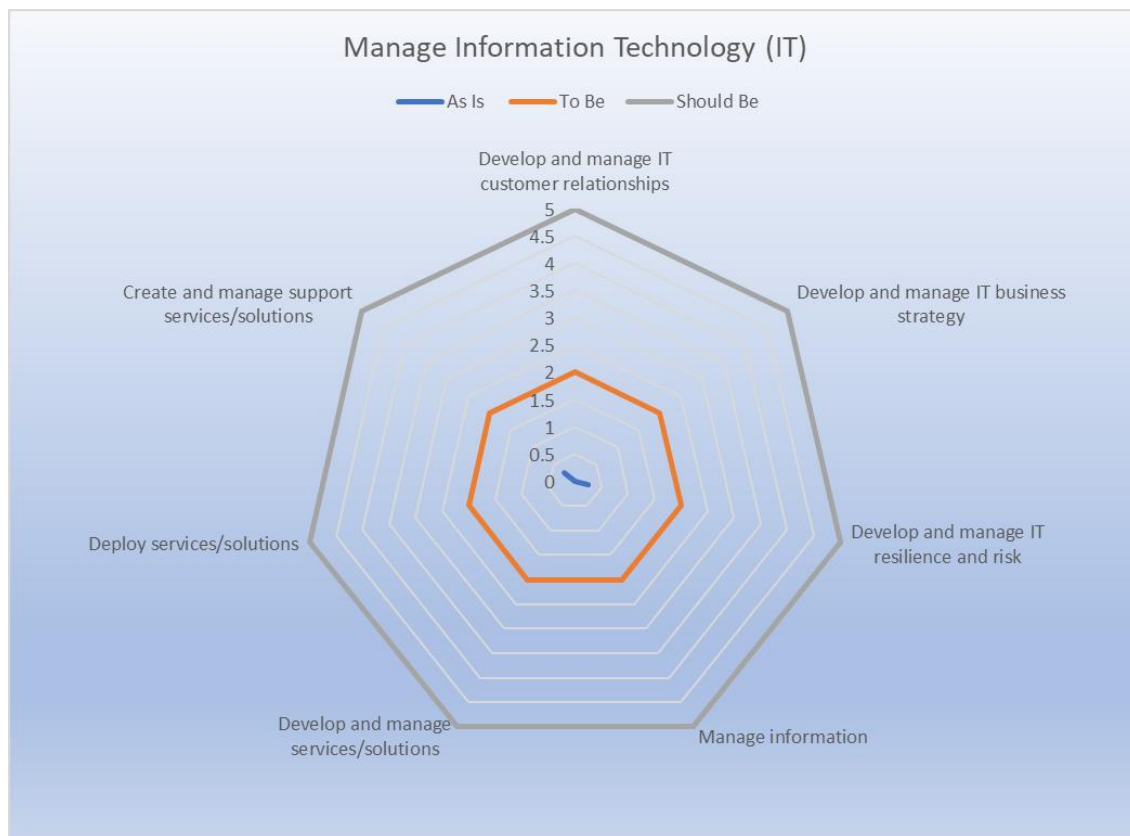 Manage Information Technology (IT)
As Is
To Be
Should Be
Develop and manage IT
customer relationships
5
4.5
4
3.5
3
2.5
2
1.5
1
0.5
0
Develop and manage IT business
strategy
Develop and manage IT
resilience and risk
Manage information
Develop and manage
services/solutions
Deploy services/solutions
Create and manage support
services/solutions